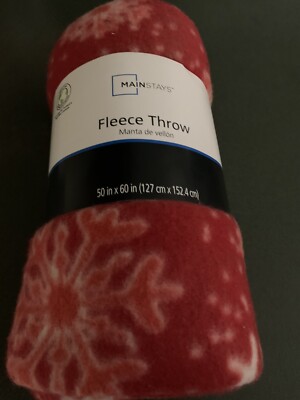 MAINSTAYS
Fleece Throw
Manta de vellón
50 in x 60 in (127 cm x 152.4 cm)